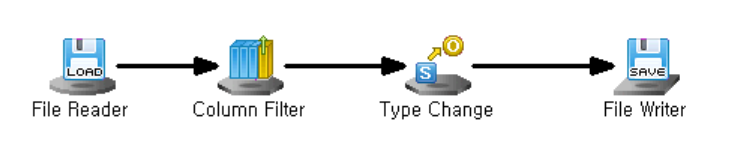 LOAD
S
O
SAVE
File Reader
Column Filter
Type Change
File Writer